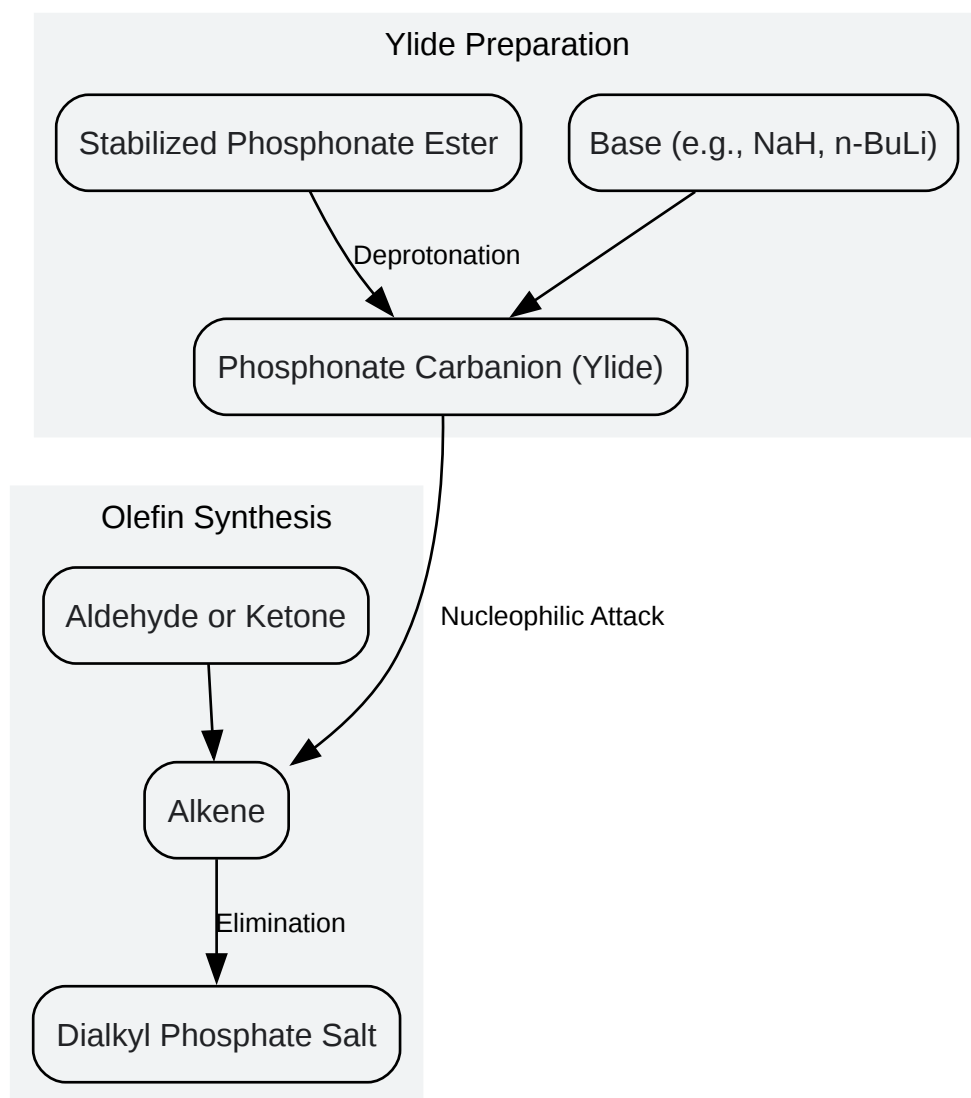 Ylide Preparation
Stabilized Phosphonate Ester
Base (e.g., NaH, n-BuLi)
Deprotonation
Phosphonate Carbanion (Ylide)
Olefin Synthesis
Aldehyde or Ketone
Nucleophilic Attack
Alkene
Elimination
Dialkyl Phosphate Salt